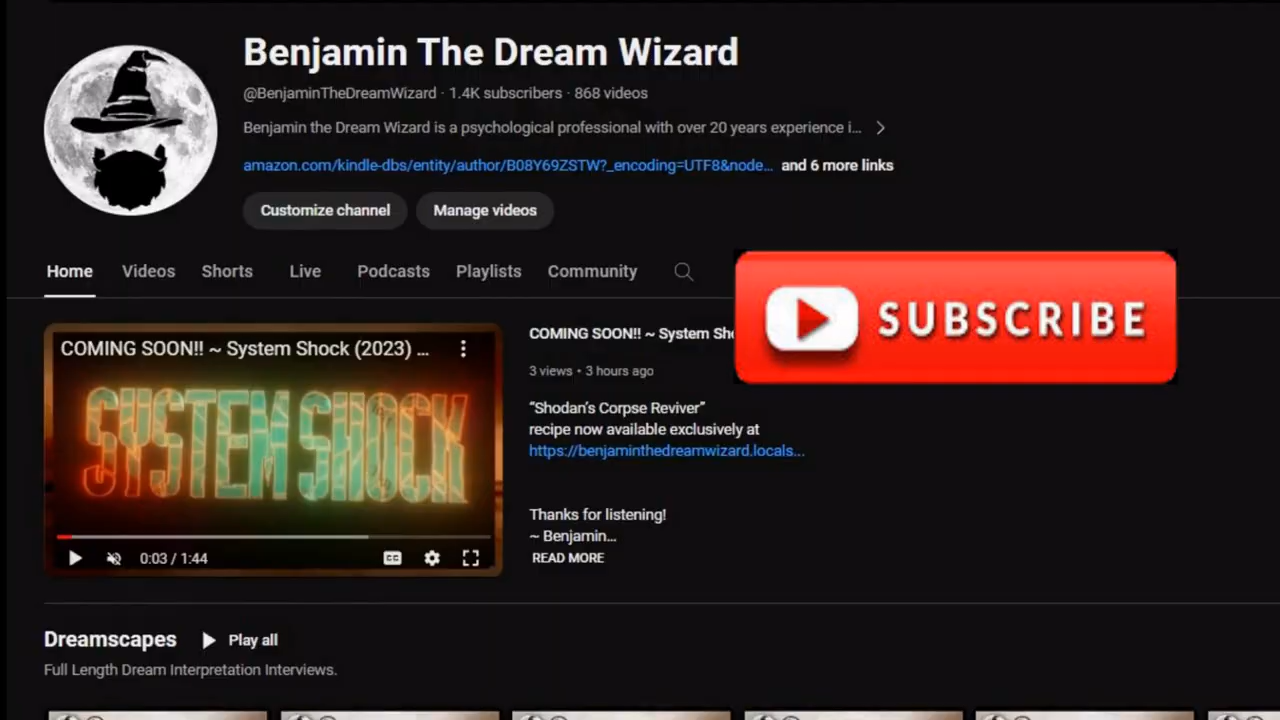 Benjamin The Dream Wizard
@BenjaminTheDreamWizard · 1.4K subscribers · 868 videos
Benjamin the Dream Wizard is a psychological professional with over 20 years experience i...
amazon.com/kindle-dbs/entity/author/B08Y69ZSTW?_encoding=UTF8&node... and 6 more links
Customize channel Manage videos
Home Videos Shorts Live Podcasts Playlists Community
SUBSCRIBE
COMING SOON!! ~ System Shock (2023) ...
SYSTEM SHOCK
0:03 / 1:44
CC
COMING SOON!! ~ System Sho
3 views • 3 hours ago
“Shodan’s Corpse Reviver”
recipe now available exclusively at
https://benjaminthedreamwizard.locals...
Thanks for listening!
~ Benjamin...
READ MORE
Dreamscapes Play all
Full Length Dream Interpretation Interviews.